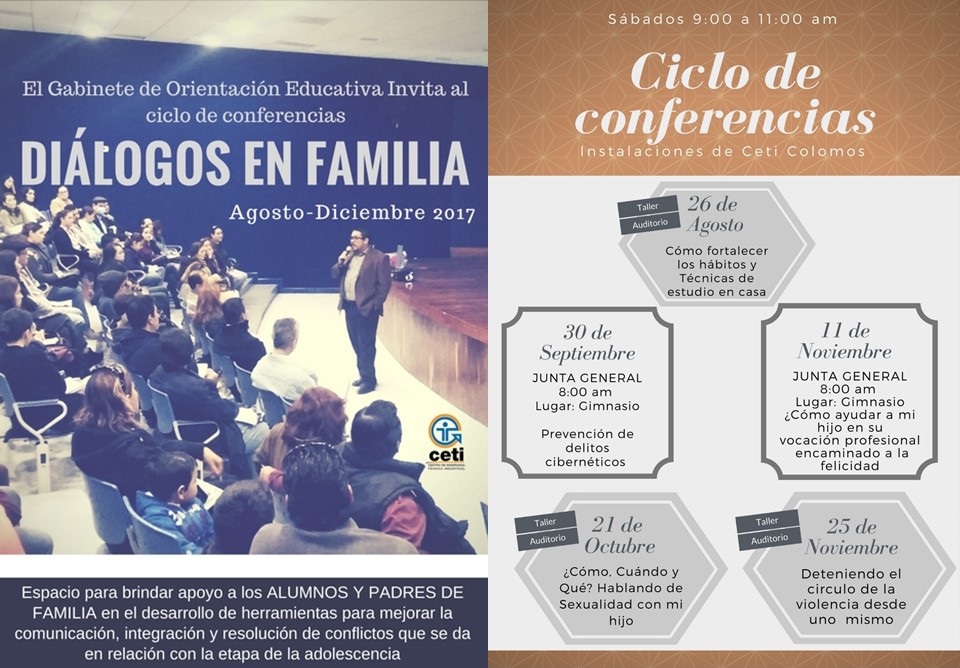 El Gabinete de Orientación Educativa Invita al
ciclo de conferencias
DIÁLOGOS EN FAMILIA
Agosto-Diciembre 2017
ceti
CENTRO DE ENSEÑANZA
TÉCNICA INDUSTRIAL
Espacio para brindar apoyo a los ALUMNOS Y PADRES DE
FAMILIA en el desarrollo de herramientas para mejorar la
comunicación, integración y resolución de conflictos que se da
en relación con la etapa de la adolescencia
Sábados 9:00 a 11:00 am
Ciclo de
conferencias
Instalaciones de Ceti Colomos
Taller
Auditorio
26 de
Agosto
Cómo fortalecer
los hábitos y
Técnicas de
estudio en casa
30 de
Septiembre
JUNTA GENERAL
8:00 am
Lugar: Gimnasio
Prevención de
delitos
cibernéticos
11 de
Noviembre
JUNTA GENERAL
8:00 am
Lugar: Gimnasio
¿Cómo ayudar a mi
hijo en su
vocación profesional
encaminado a la
felicidad
Taller
Auditorio
21 de
Octubre
¿Cómo, Cuándo y
Qué? Hablando de
Sexualidad con mi
hijo
Taller
Auditorio
25 de
Noviembre
Deteniendo el
circulo de la
violencia desde
uno mismo